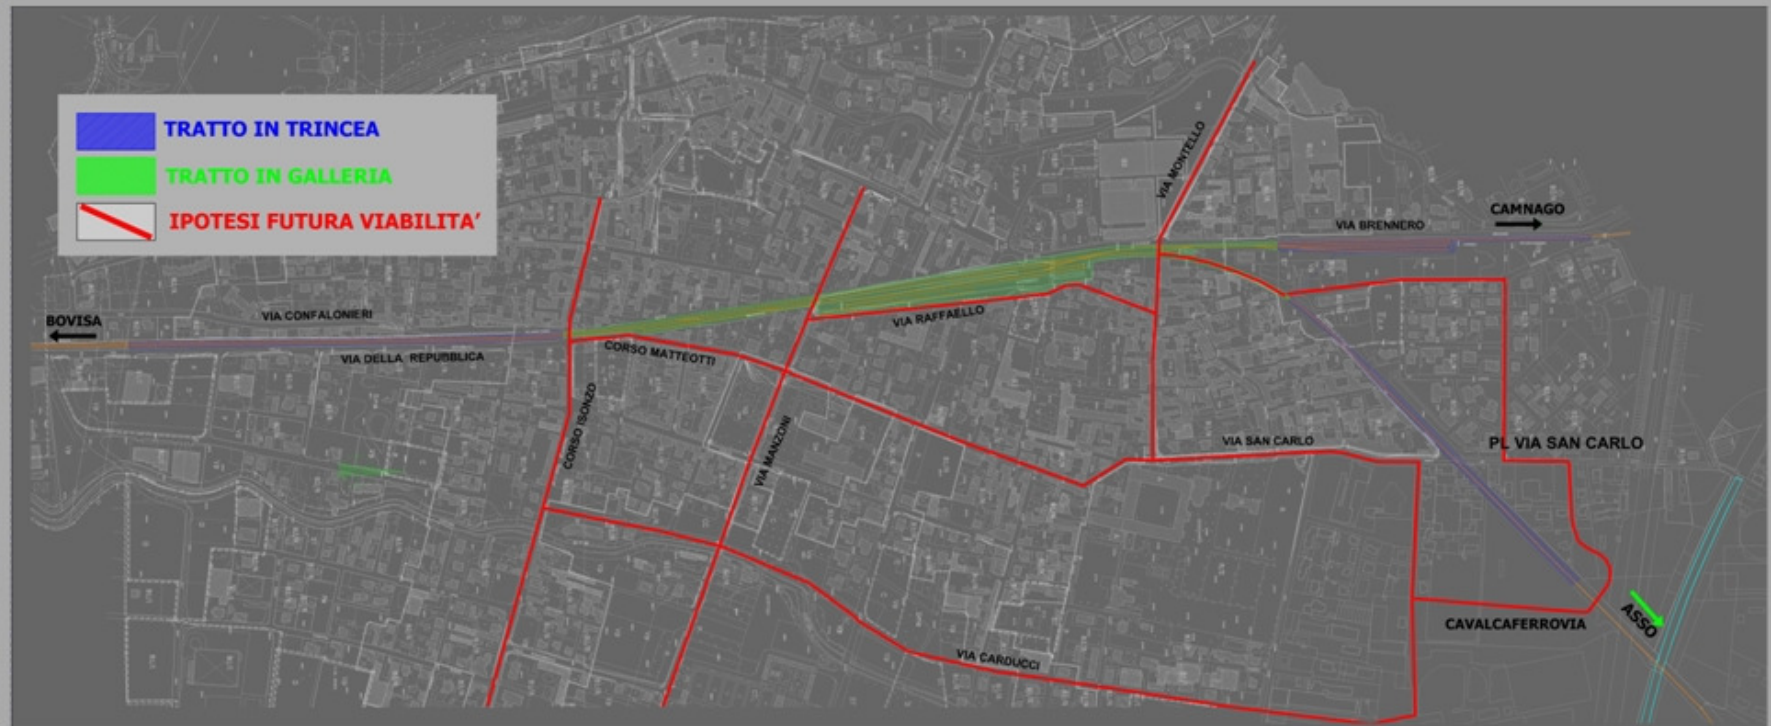 TRATTO IN TRINCEA
TRATTO IN GALLERIA
IPOTESI FUTURA VIABILITA’
VIA MONTELLO
CAMNAGO
VIA BRENNERO
BOVISA
VIA CONFALONIERI
VIA RAFFAELLO
VIA DELLA REPUBBLICA
CORSO MATTEOTTI
CORSO ISONZO
VIA MANZONI
VIA SAN CARLO
PL VIA SAN CARLO
ASSO
CAVALCAFERROVIA
VIA CARDUCCI